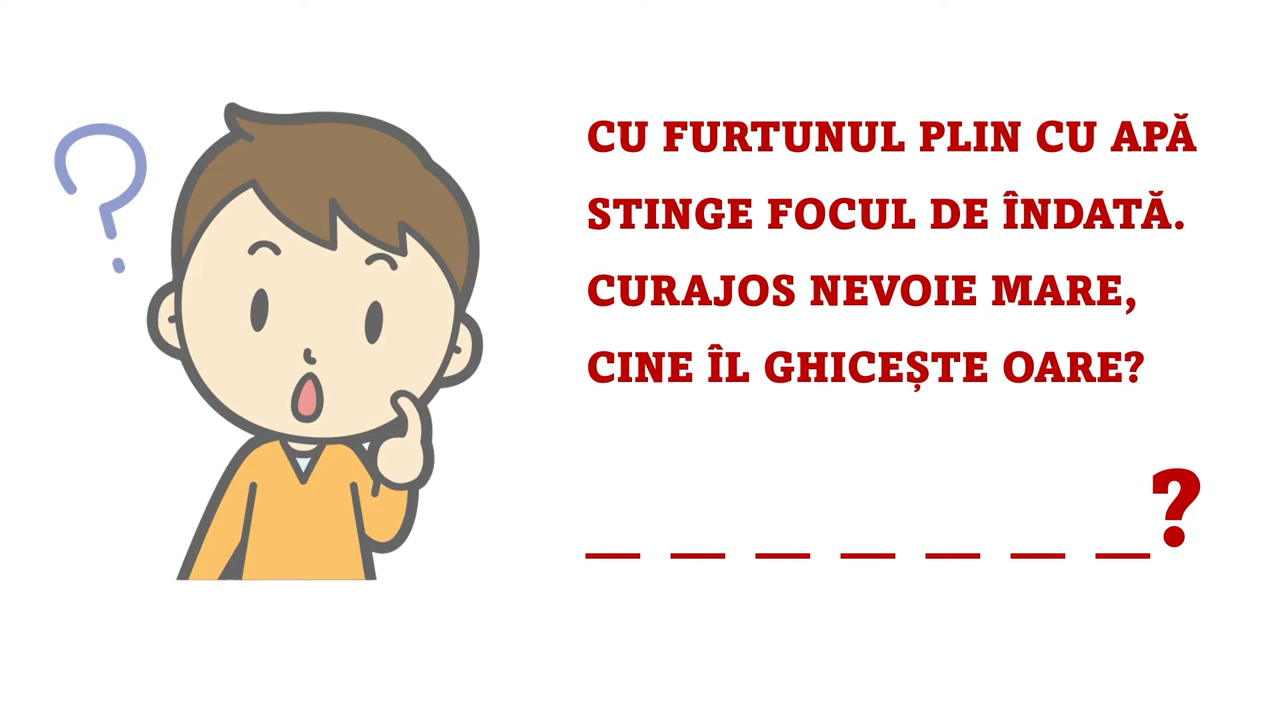 ?
CU FURTUNUL PLIN CU APĂ
STINGE FOCUL DE ÎNDATĂ.
CURAJOS NEVOIE MARE,
CINE ÎL GHICEȘTE OARE?
_ _ _ _ _ _ _?